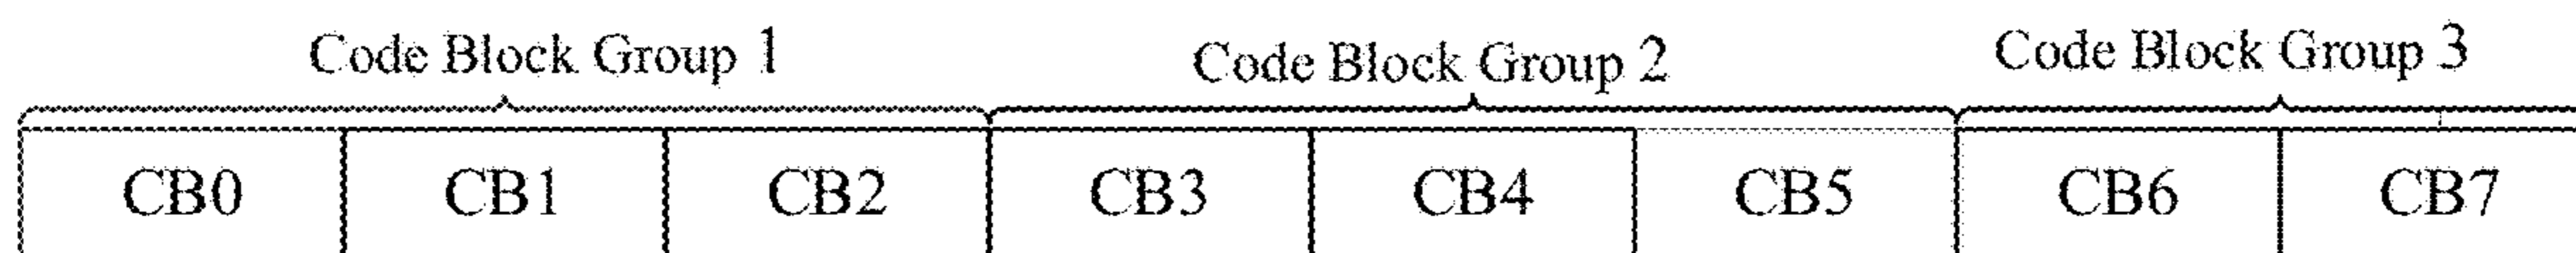 Code Block Group 1 Code Block Group 2 Code Block Group 3
CB0 CB1 CB2 CB3 CB4 CB5 CB6 CB7